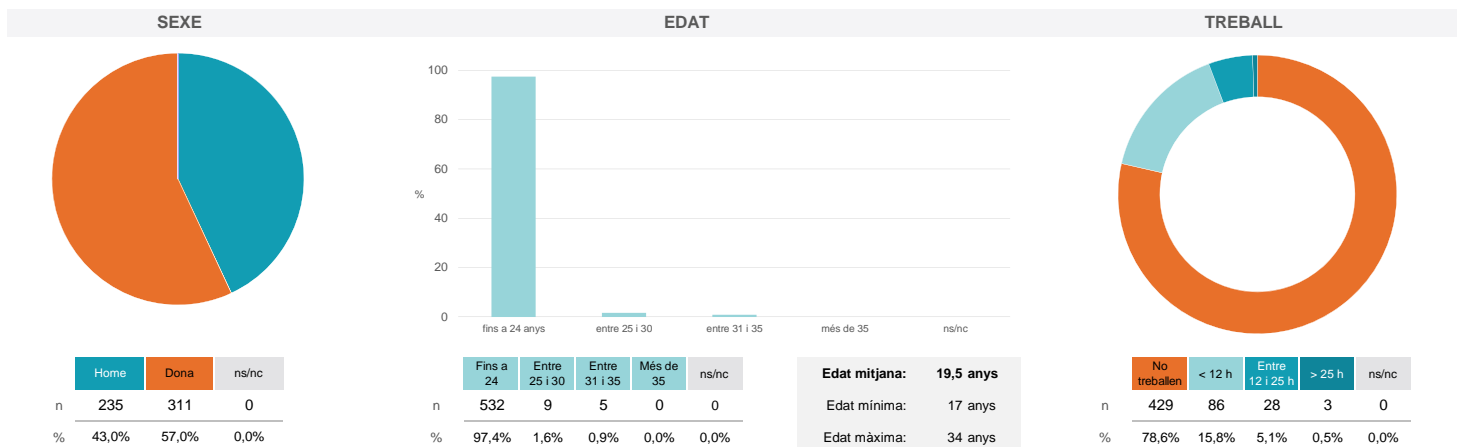 SEXE
EDAT
TREBALL
100
80
60
%
40
20
0
fins a 24 anys
entre 25 i 30
entre 31 i 35
més de 35
ns/nc
Home Dona ns/nc
n 235 311 0
% 43,0% 57,0% 0,0%
Fins a 24 Entre 25 i 30 Entre 31 i 35 Més de 35 ns/nc
n 532 9 5 0 0
% 97,4% 1,6% 0,9% 0,0% 0,0%
Edat mitjana: 19,5 anys
Edat mínima: 17 anys
Edat màxima: 34 anys
No treballen < 12 h Entre 12 i 25 h > 25 h ns/nc
n 429 86 28 3 0
% 78,6% 15,8% 5,1% 0,5% 0,0%